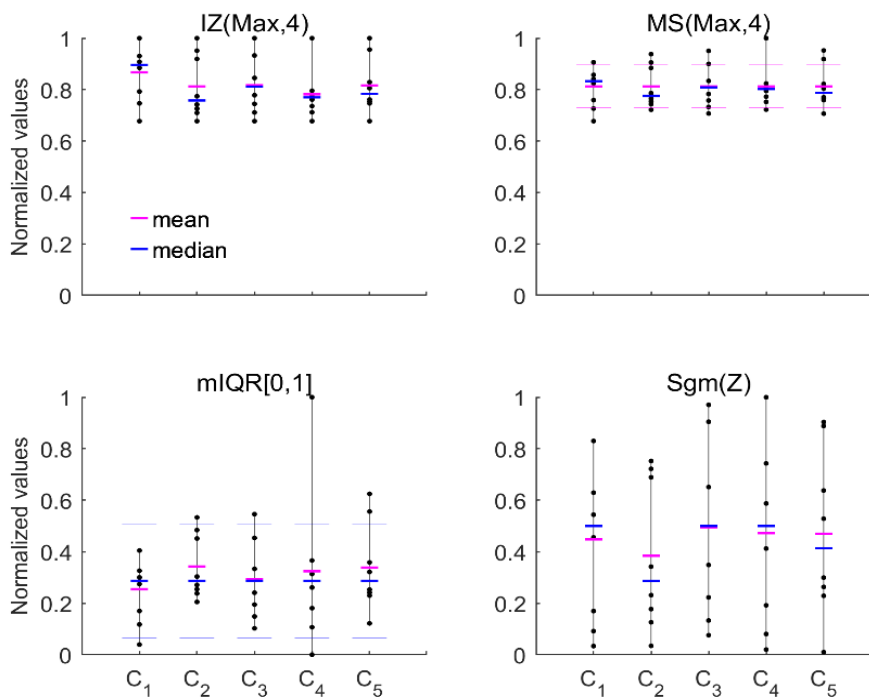 IZ(Max,4)
MS(Max,4)
Normalized values
1
0.8
0.6
0.4
0.2
0
mean
median
1
0.8
0.6
0.4
0.2
0
mIQR[0,1]
Sgm(Z)
Normalized values
1
0.8
0.6
0.4
0.2
0
C₁ C₂ C₃ C₄ C₅
1
0.8
0.6
0.4
0.2
0
C₁ C₂ C₃ C₄ C₅